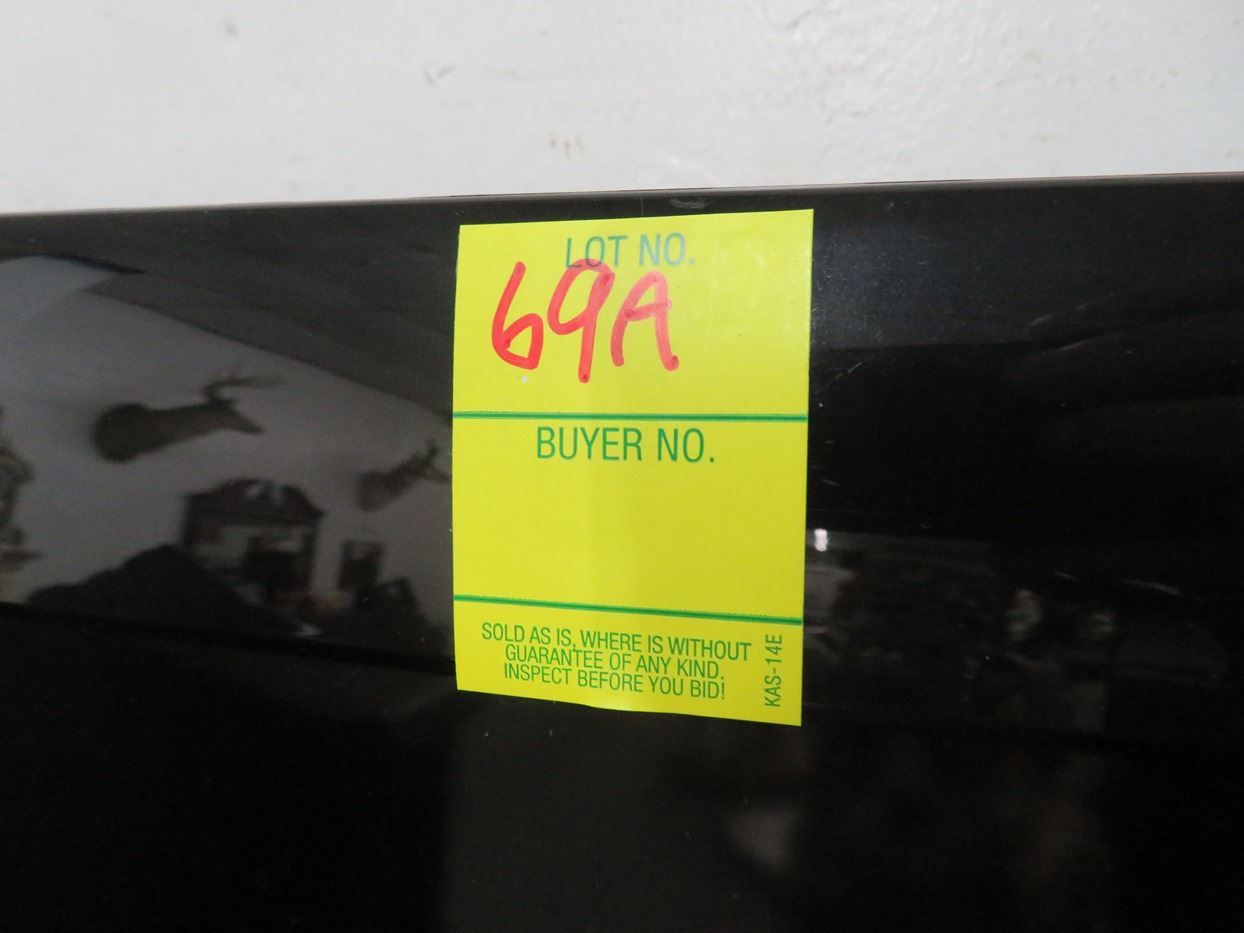 LOT NO.
69A
BUYER NO.
SOLD AS IS, WHERE IS WITHOUT
GUARANTEE OF ANY KIND.
INSPECT BEFORE YOU BID!
KAS-14E